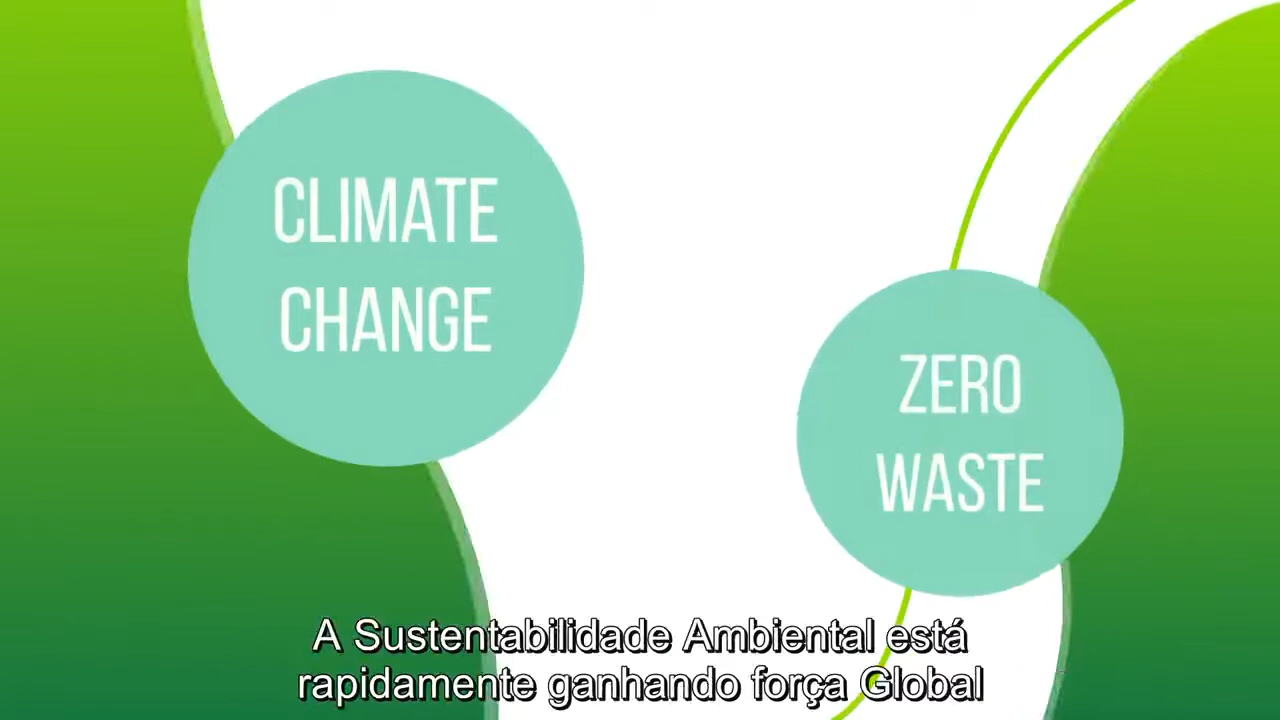 CLIMATE
CHANGE
ZERO
WASTE
A Sustentabilidade Ambiental está
rapidamente ganhando força Global